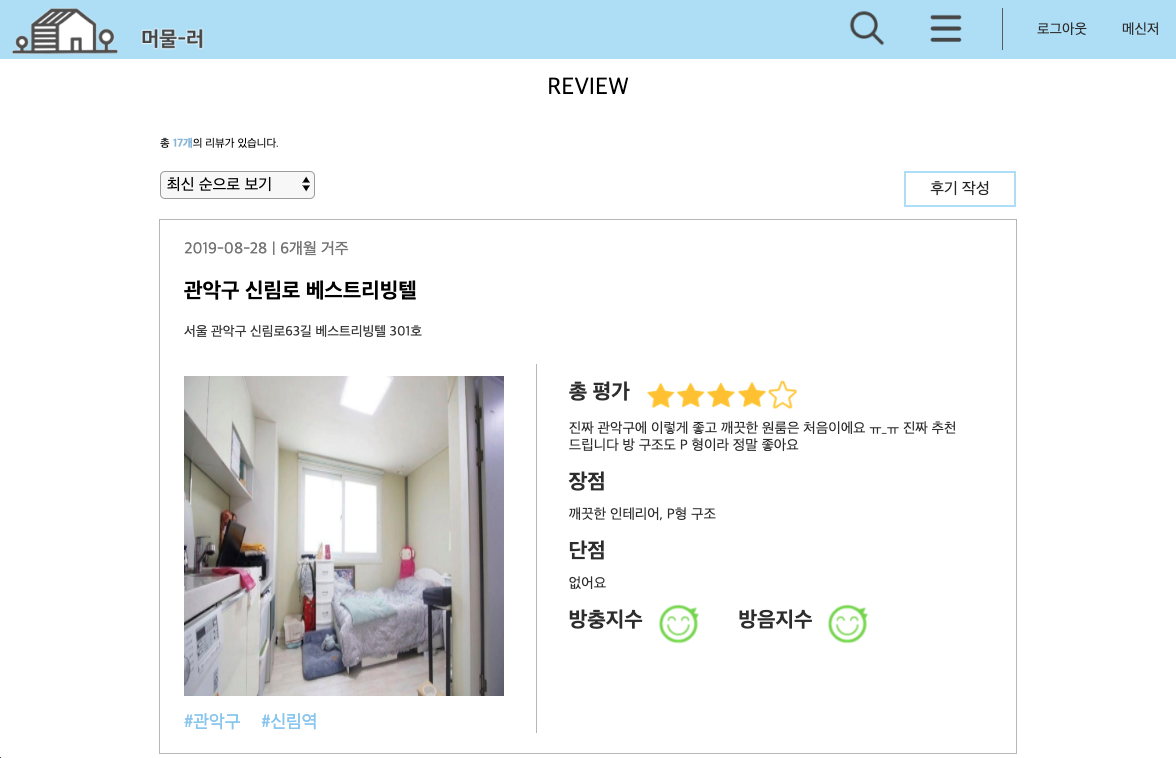 머물-러
로그아웃
메신저
REVIEW
총 17개의 리뷰가 있습니다.
최신 순으로 보기
후기 작성
2019-08-28 | 6개월 거주
관악구 신림로 베스트리빙텔
서울 관악구 신림로63길 베스트리빙텔 301호
총 평가
진짜 관악구에 이렇게 좋고 깨끗한 원룸은 처음이에요 ㅠ_ㅠ 진짜 추천
드립니다 방 구조도 P 형이라 정말 좋아요
장점
깨끗한 인테리어, P형 구조
단점
없어요
방충지수
방음지수
#관악구 #신림역